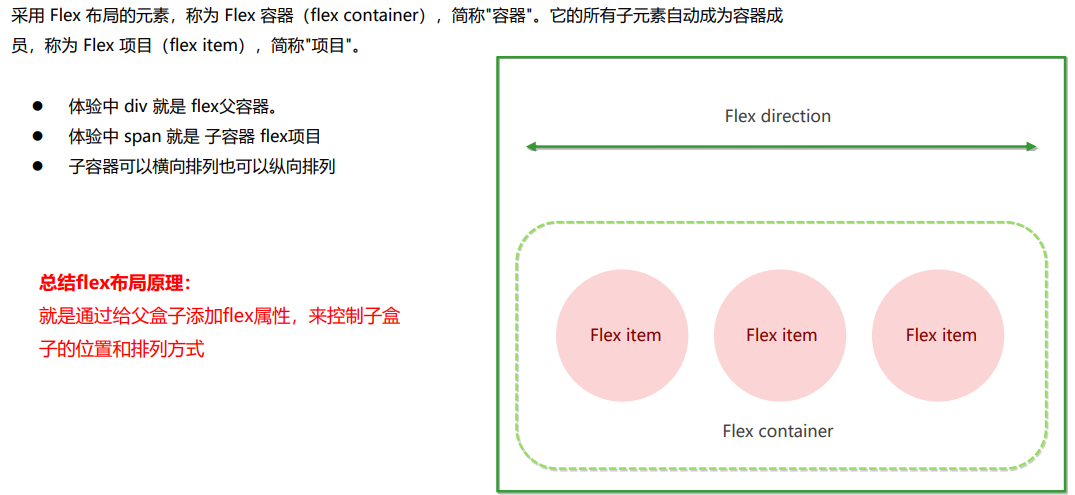 采用 Flex 布局的元素，称为 Flex 容器（flex container），简称"容器"。它的所有子元素自动成为容器成
员，称为 Flex 项目（flex item），简称"项目"。
● 体验中 div 就是 flex父容器。
● 体验中 span 就是 子容器 flex项目
● 子容器可以横向排列也可以纵向排列
总结flex布局原理：
就是通过给父盒子添加flex属性，来控制子盒
子的位置和排列方式
Flex direction
Flex item Flex item Flex item
Flex container